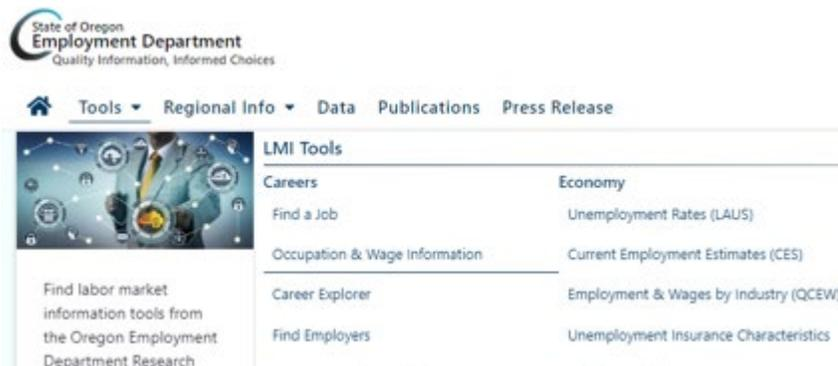 State of Oregon
Employment Department
Quality Information, Informed Choices
Tools Regional Info Data Publications Press Release
LMI Tools
Careers
Find a Job
Occupation & Wage Information
Career Explorer
Find Employers
Economy
Unemployment Rates (LAUS)
Current Employment Estimates (CES)
Employment & Wages by Industry (QCEW)
Unemployment Insurance Characteristics
Find labor market
information tools from
the Oregon Employment
Department Research